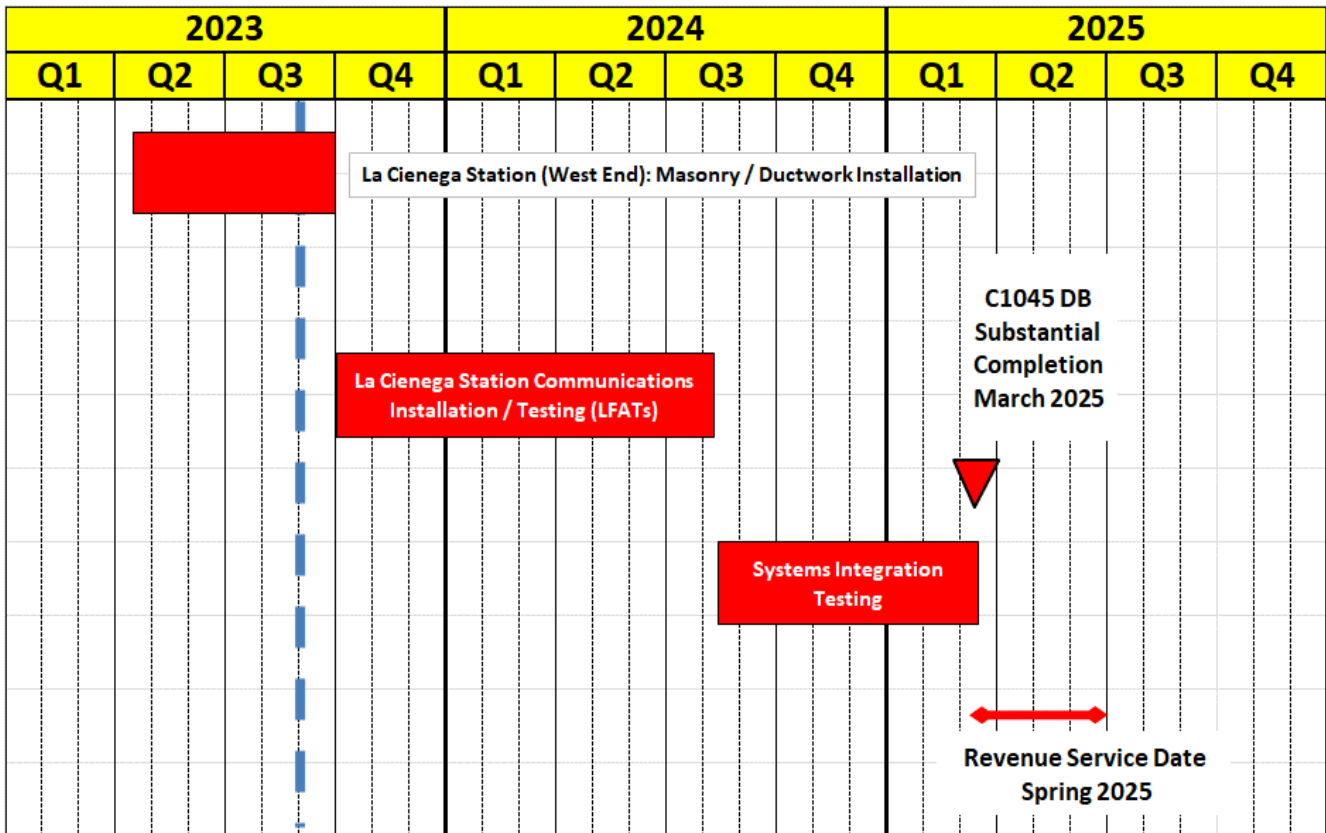 2023 2024 2025
Q1 Q2 Q3 Q4 Q1 Q2 Q3 Q4 Q1 Q2 Q3 Q4
La Cienega Station (West End): Masonry / Ductwork Installation
C1045 DB
Substantial
Completion
March 2025
La Cienega Station Communications
Installation / Testing (LFATs)
Systems Integration
Testing
Revenue Service Date
Spring 2025